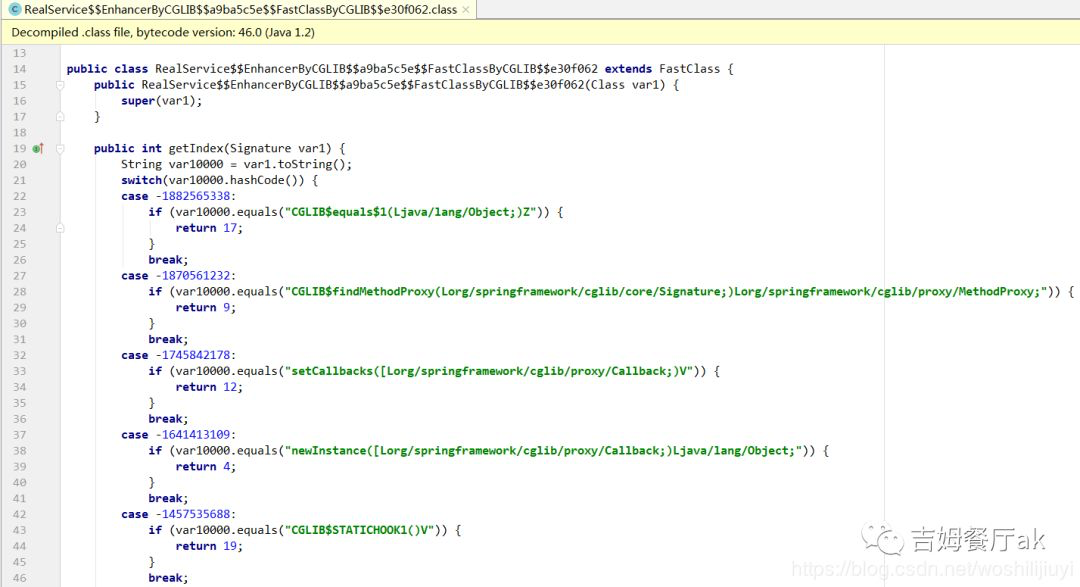 RealService$$EnhancerByCGLIB$$a9ba5c5e$$FastClassByCGLIB$$e30f062.class
Decompiled .class file, bytecode version: 46.0 (Java 1.2)
13
14 public class RealService$$EnhancerByCGLIB$$a9ba5c5e$$FastClassByCGLIB$$e30f062 extends FastClass {
15     public RealService$$EnhancerByCGLIB$$a9ba5c5e$$FastClassByCGLIB$$e30f062(Class var1) {
16         super(var1);
17     }
18
19     public int getIndex(Signature var1) {
20         String var10000 = var1.toString();
21         switch(var10000.hashCode()) {
22         case -1882565338:
23             if (var10000.equals("CGLIB$equals$1(Ljava/lang/Object;)Z")) {
24                 return 17;
25             }
26             break;
27         case -1870561232:
28             if (var10000.equals("CGLIB$findMethodProxy(Lorg/springframework/cglib/core/Signature;)Lorg/springframework/cglib/proxy/MethodProxy;")) {
29                 return 9;
30             }
31             break;
32         case -1745842178:
33             if (var10000.equals("setCallbacks([Lorg/springframework/cglib/proxy/Callback;)V")) {
34                 return 12;
35             }
36             break;
37         case -1641413109:
38             if (var10000.equals("newInstance([Lorg/springframework/cglib/proxy/Callback;)Ljava/lang/Object;")) {
39                 return 4;
40             }
41             break;
42         case -1457535688:
43             if (var10000.equals("CGLIB$STATICHOOK1()V")) {
44                 return 19;
45             }
46             break;
吉姆餐厅ak
https://blog.csdn.net/woshilijiuyi